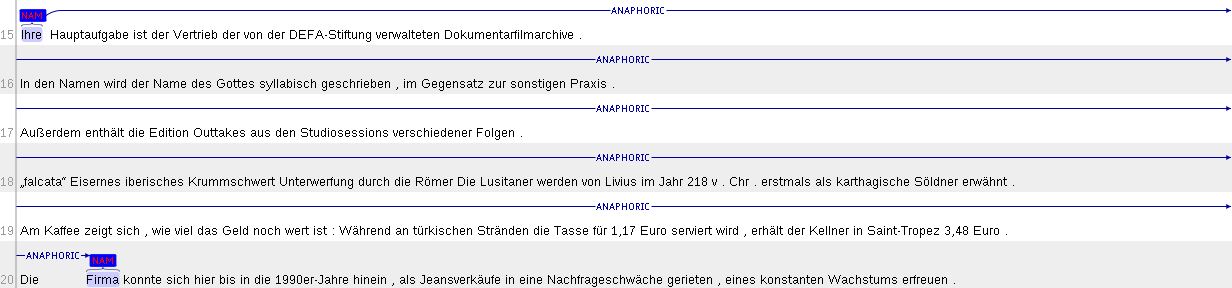 ANAPHORIC
NAM
15 Ihre Hauptaufgabe ist der Vertrieb der von der DEFA-Stiftung verwalteten Dokumentarfilmarchive .
ANAPHORIC
16 In den Namen wird der Name des Gottes syllabisch geschrieben , im Gegensatz zur sonstigen Praxis .
ANAPHORIC
17 Außerdem enthält die Edition Outtakes aus den Studiosessions verschiedener Folgen .
ANAPHORIC
18 „falcata“ Eisernes iberisches Krummschwert Unterwerfung durch die Römer Die Lusitaner werden von Livius im Jahr 218 v . Chr . erstmals als karthagische Söldner erwähnt .
ANAPHORIC
19 Am Kaffee zeigt sich , wie viel das Geld noch wert ist : Während an türkischen Stränden die Tasse für 1,17 Euro serviert wird , erhält der Kellner in Saint-Tropez 3,48 Euro .
ANAPHORIC NAM
20 Die Firma konnte sich hier bis in die 1990er-Jahre hinein , als Jeansverkäufe in eine Nachfrageschwäche gerieten , eines konstanten Wachstums erfreuen .